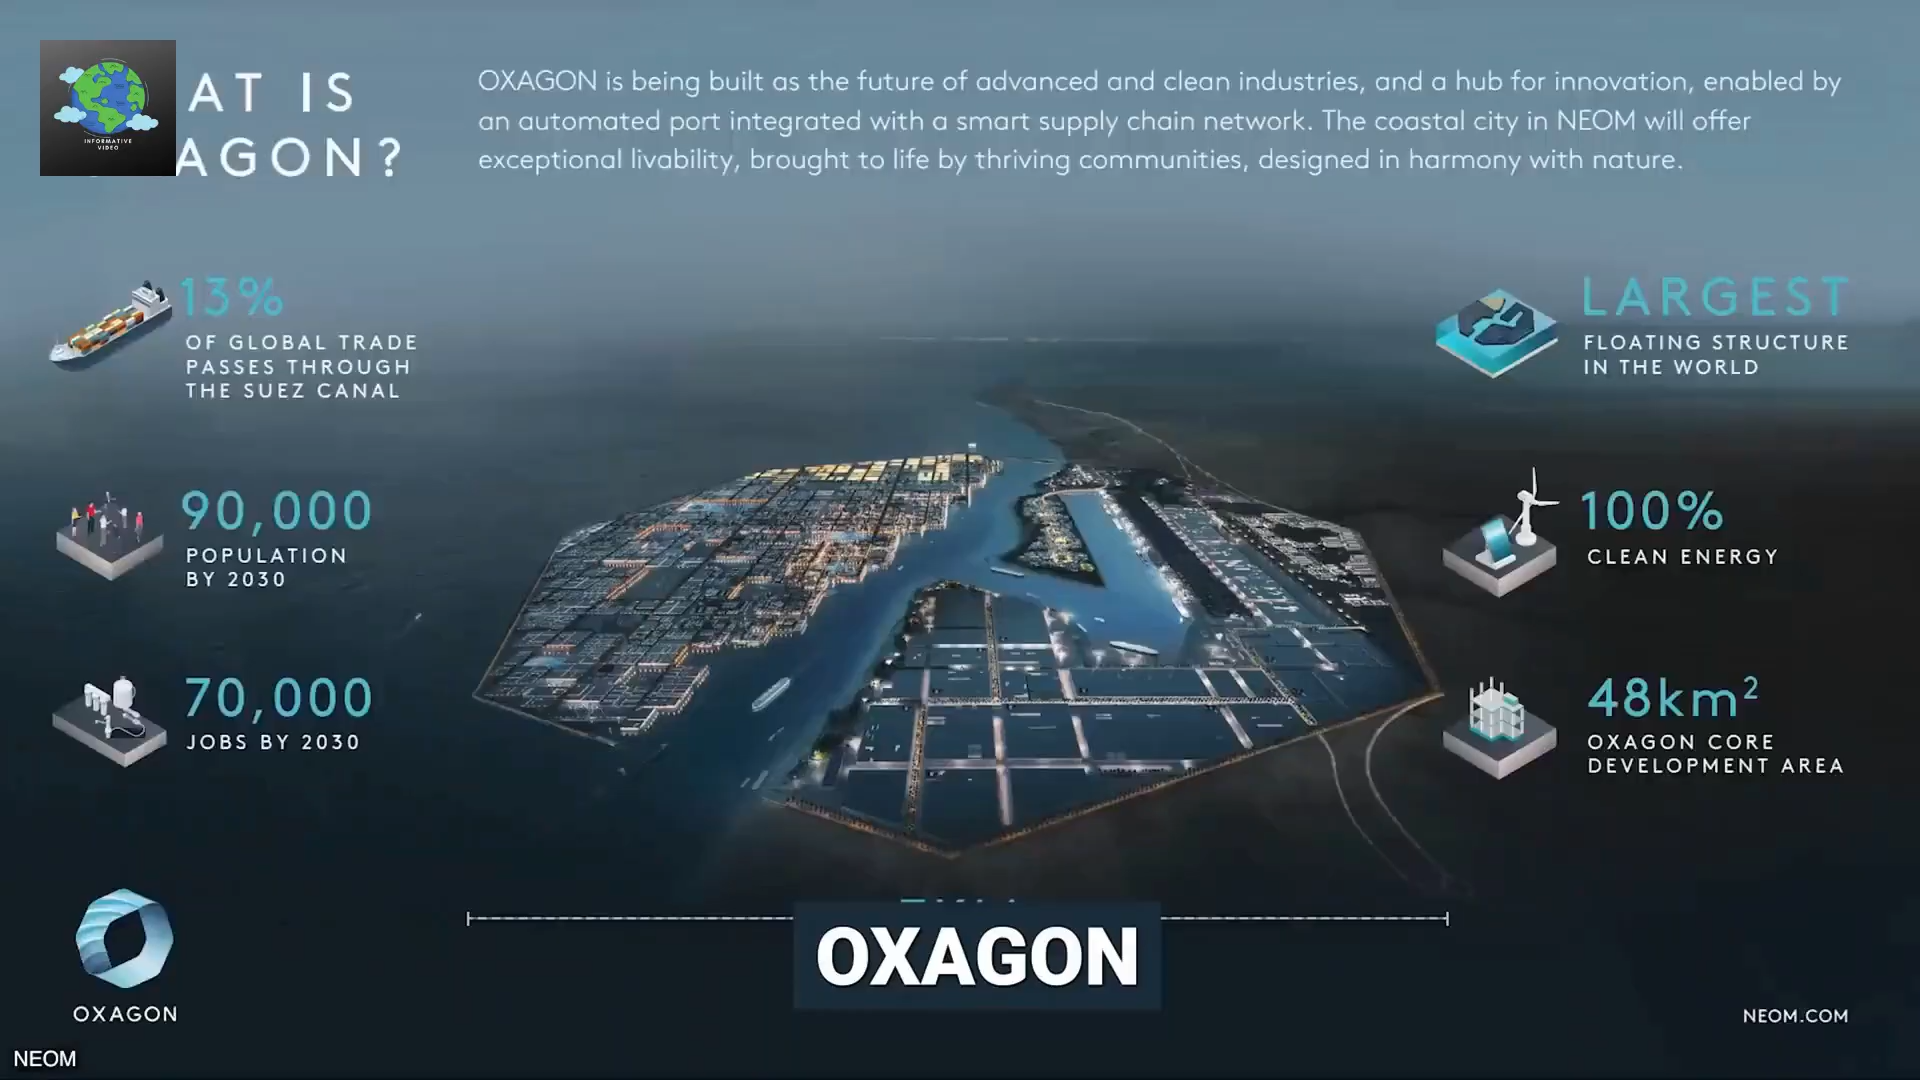 INFORMATIVE
VIDEO
AT IS
AGON?
OXAGON is being built as the future of advanced and clean industries, and a hub for innovation, enabled by
an automated port integrated with a smart supply chain network. The coastal city in NEOM will offer
exceptional livability, brought to life by thriving communities, designed in harmony with nature.
13%
OF GLOBAL TRADE
PASSES THROUGH
THE SUEZ CANAL
90,000
POPULATION
BY 2030
70,000
JOBS BY 2030
LARGEST
FLOATING STRUCTURE
IN THE WORLD
100%
CLEAN ENERGY
48km²
OXAGON CORE
DEVELOPMENT AREA
OXAGON
OXAGON
NEOM.COM
NEOM